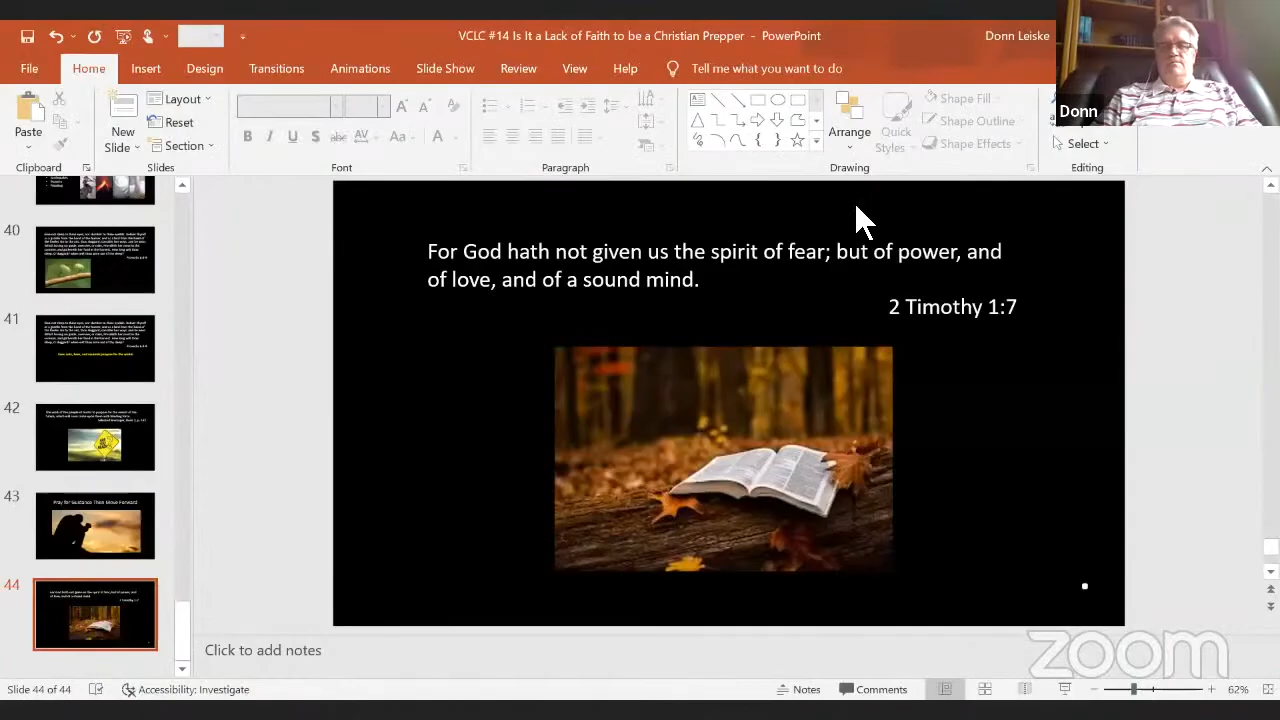 VCLC #14 Is It a Lack of Faith to be a Christian Prepper - PowerPoint
Donn Leiske
File Home Insert Design Transitions Animations Slide Show Review View Help Tell me what you want to do
Donn
Paste
Clipboard
New
Slide
Layout
Reset
Section
Slides
B I U S abc AV Aa A
Font
Paragraph
Arrange
Quick
Styles
Drawing
Shape Fill
Shape Outline
Shape Effects
Select
Editing
40
41
42
43
Pray for Guidance Then Move Forward
44
For God hath not given us the spirit of fear; but of power, and
of love, and of a sound mind.
2 Timothy 1:7
Click to add notes
zoom
Slide 44 of 44
Accessibility: Investigate
Notes
Comments
62%